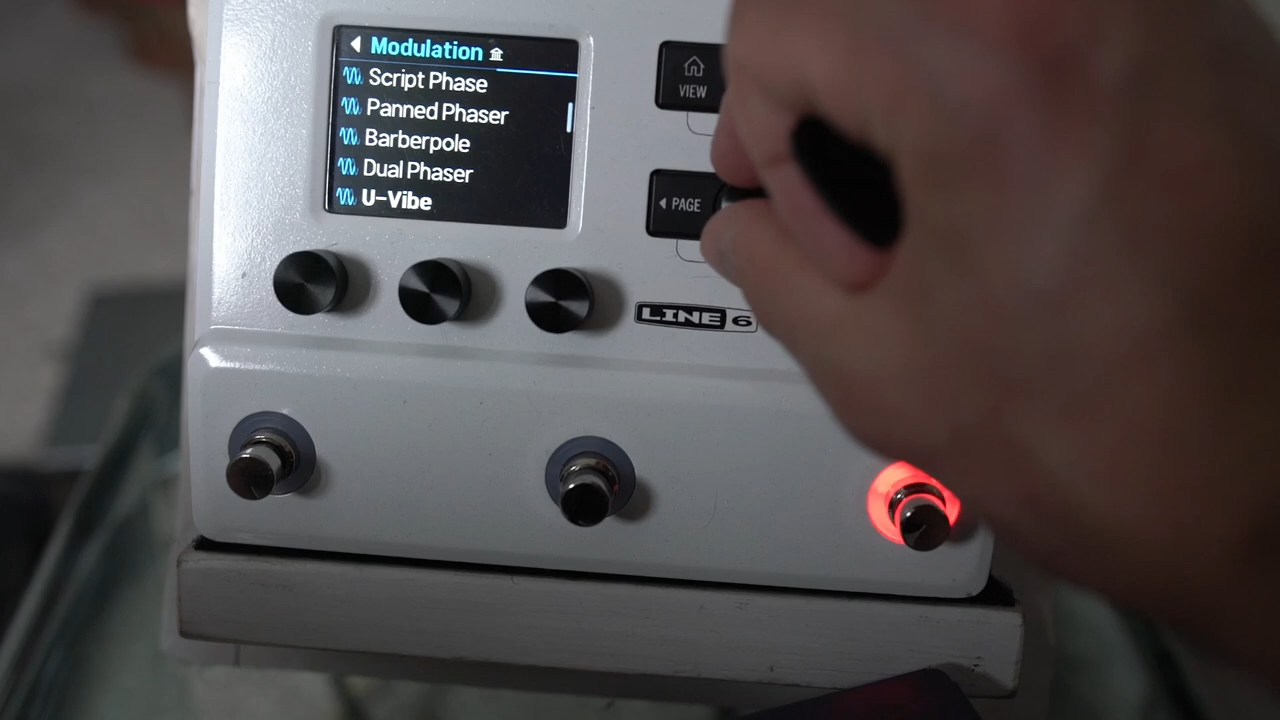 Modulation
Script Phase
Panned Phaser
Barberpole
Dual Phaser
U-Vibe
VIEW
PAGE
LINE 6